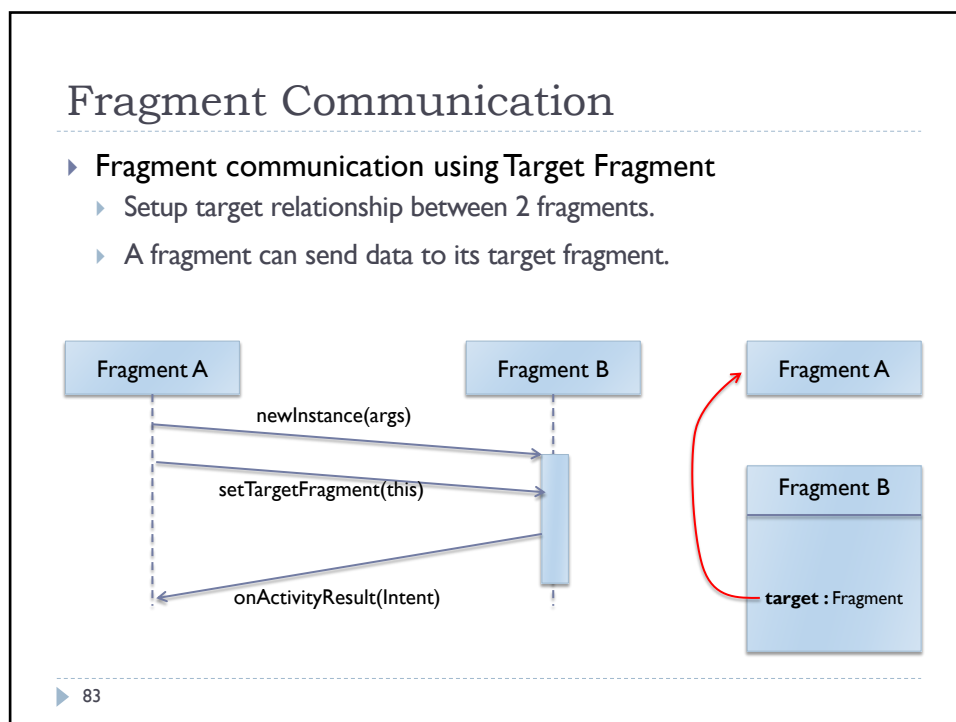 Fragment Communication
Fragment communication using Target Fragment
Setup target relationship between 2 fragments.
A fragment can send data to its target fragment.
Fragment A
Fragment B
newInstance(args)
setTargetFragment(this)
onActivityResult(Intent)
Fragment A
Fragment B
target : Fragment
83